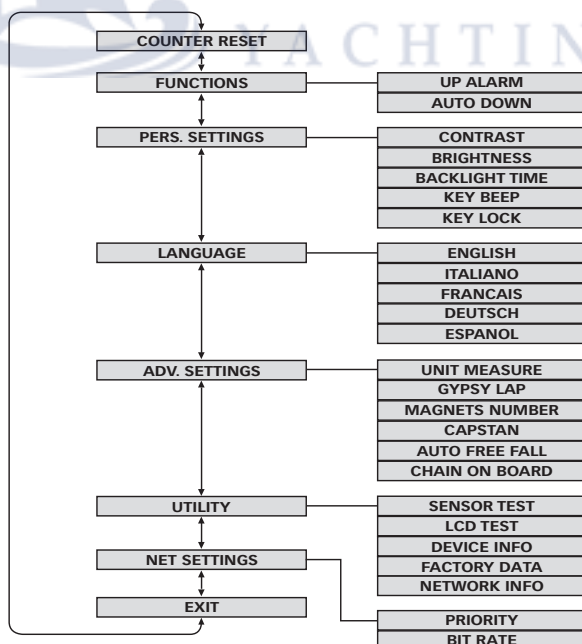 YACHTIN
COUNTER RESET
FUNCTIONS
UP ALARM
AUTO DOWN
PERS. SETTINGS
CONTRAST
BRIGHTNESS
BACKLIGHT TIME
KEY BEEP
KEY LOCK
LANGUAGE
ENGLISH
ITALIANO
FRANCAIS
DEUTSCH
ESPANOL
ADV. SETTINGS
UNIT MEASURE
GYPSY LAP
MAGNETS NUMBER
CAPSTAN
AUTO FREE FALL
CHAIN ON BOARD
UTILITY
SENSOR TEST
LCD TEST
DEVICE INFO
FACTORY DATA
NETWORK INFO
NET SETTINGS
PRIORITY
BIT RATE
EXIT